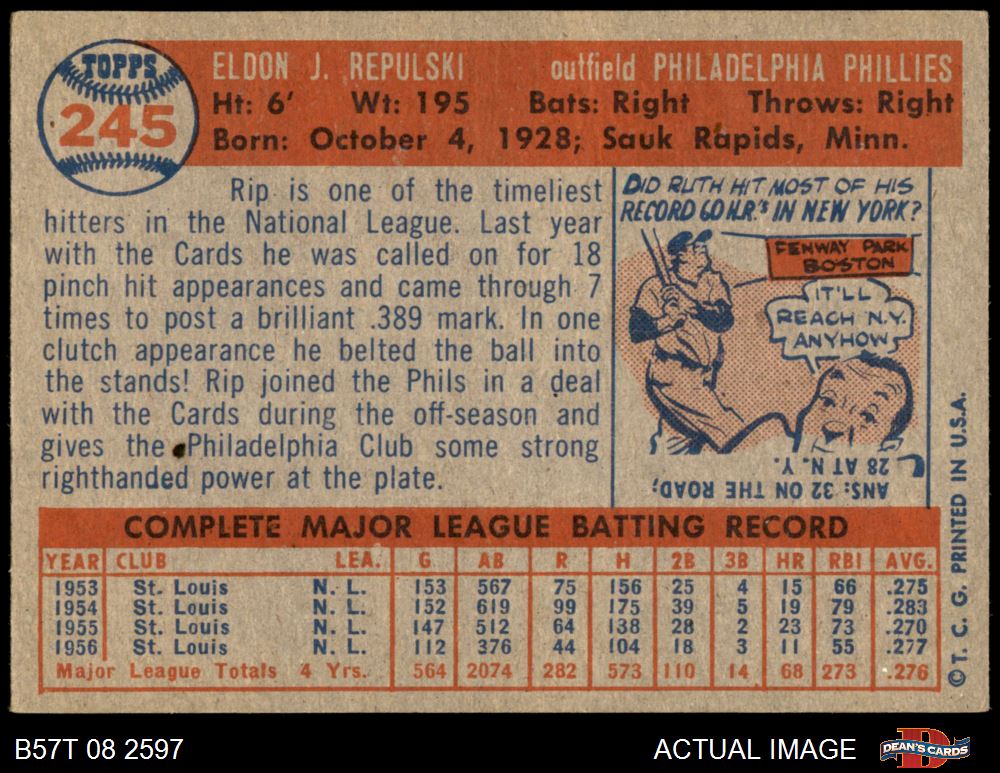 TOPPS
245
ELDON J. REPULSKI outfield PHILADELPHIA PHILLIES
Ht: 6' Wt: 195 Bats: Right Throws: Right
Born: October 4, 1928; Sauk Rapids, Minn.
Rip is one of the timeliest
hitters in the National League. Last year
with the Cards he was called on for 18
pinch hit appearances and came through 7
times to post a brilliant .389 mark. In one
clutch appearance he belted the ball into
the stands! Rip joined the Phils in a deal
with the Cards during the off-season and
gives the Philadelphia Club some strong
righthanded power at the plate.
DID RUTH HIT MOST OF HIS
RECORD 60 H.R.'S IN NEW YORK?
FENWAY PARK
BOSTON
IT'LL
REACH N.Y.
ANYHOW
ANS: 32 ON THE ROAD;
28 AT N.Y.
COMPLETE MAJOR LEAGUE BATTING RECORD
YEAR CLUB LEA. G AB R H 2B 3B HR RBI AVG.
1953 St. Louis N. L. 153 567 75 156 25 4 15 66 .275
1954 St. Louis N. L. 152 619 99 175 39 5 19 79 .283
1955 St. Louis N. L. 147 512 64 138 28 2 23 73 .270
1956 St. Louis N. L. 112 376 44 104 18 3 11 55 .277
Major League Totals 4 Yrs. 564 2074 282 573 110 14 68 273 .276
© T. C. G. PRINTED IN U.S.A.
B57T 08 2597 ACTUAL IMAGE
D
DEAN'S CARDS